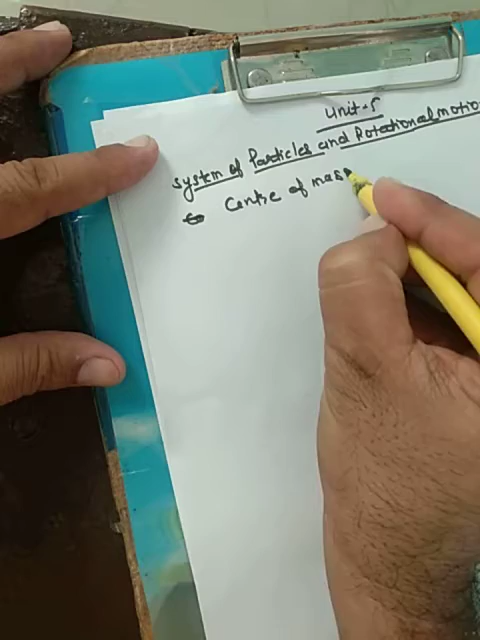 Unit-5
System of Particles and Rotational motion
Centre of mass